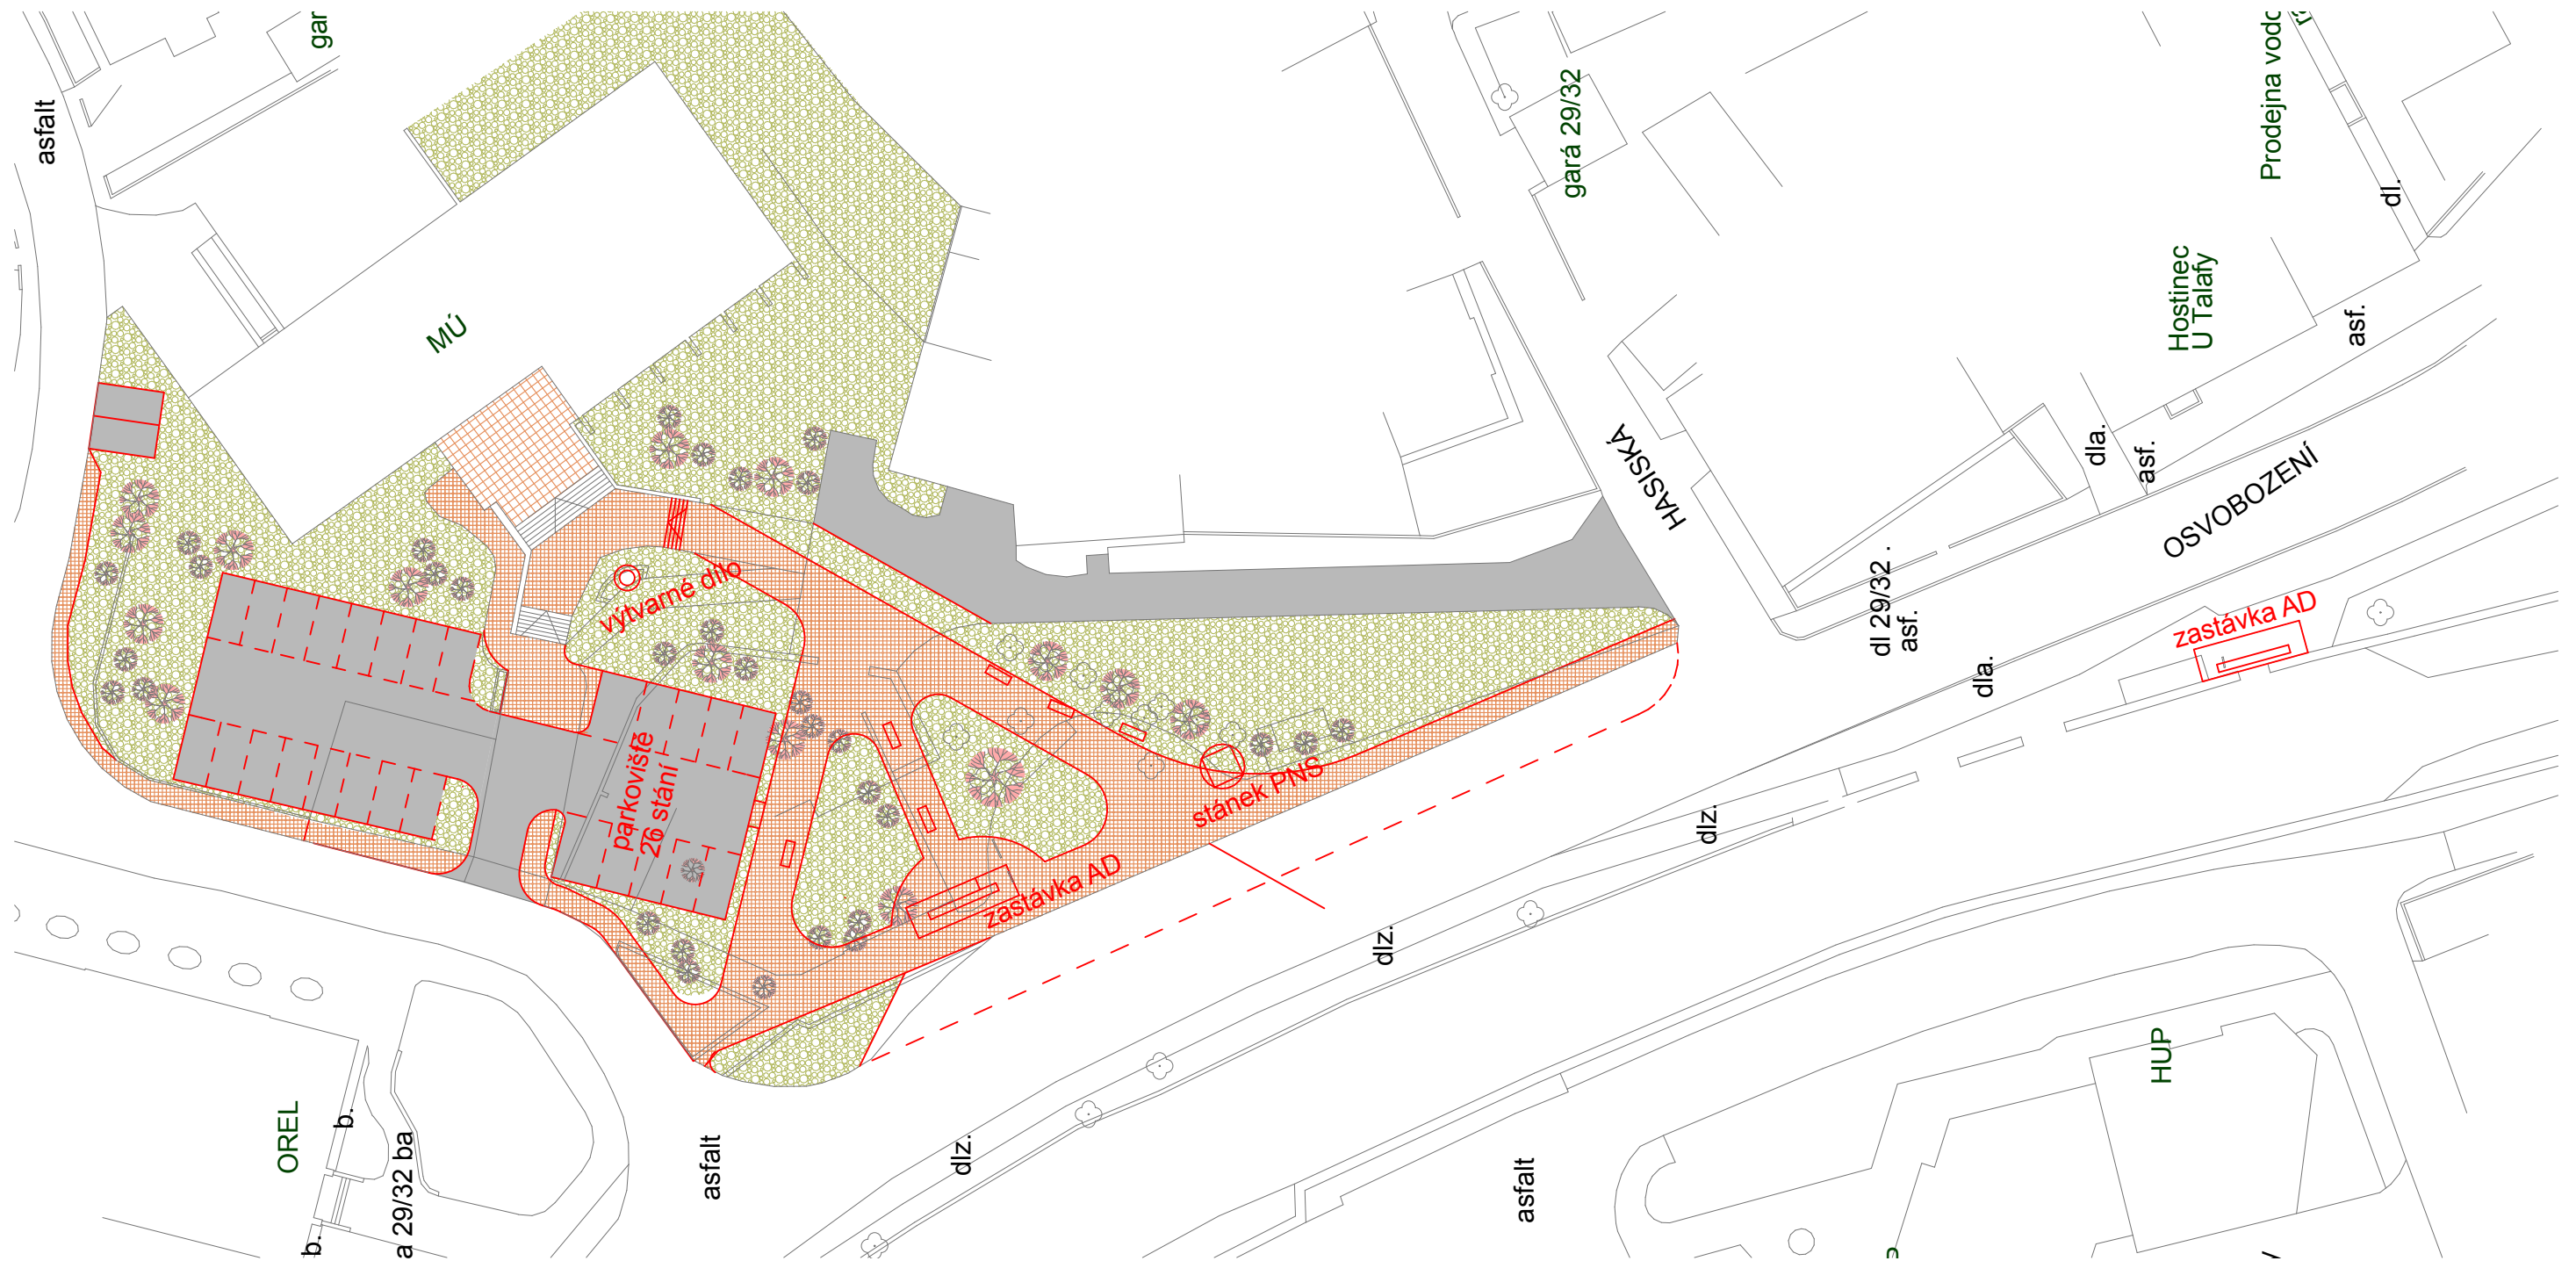 gar
asfalt
MÚ
gará 29/32
Prodejna vodo
dl.
Hostinec
U Talafy
asf.
HASISKÁ
dla.
asf.
OSVOBOZENÍ
výtvarné dílo
dl 29/32 .
asf.
zastávka AD
dla.
parkoviště
26 stání
stánek PNS
dlz.
zastávka AD
dlz.
OREL
b.
a 29/32 ba
b.
asfalt
dlz.
asfalt
HUP